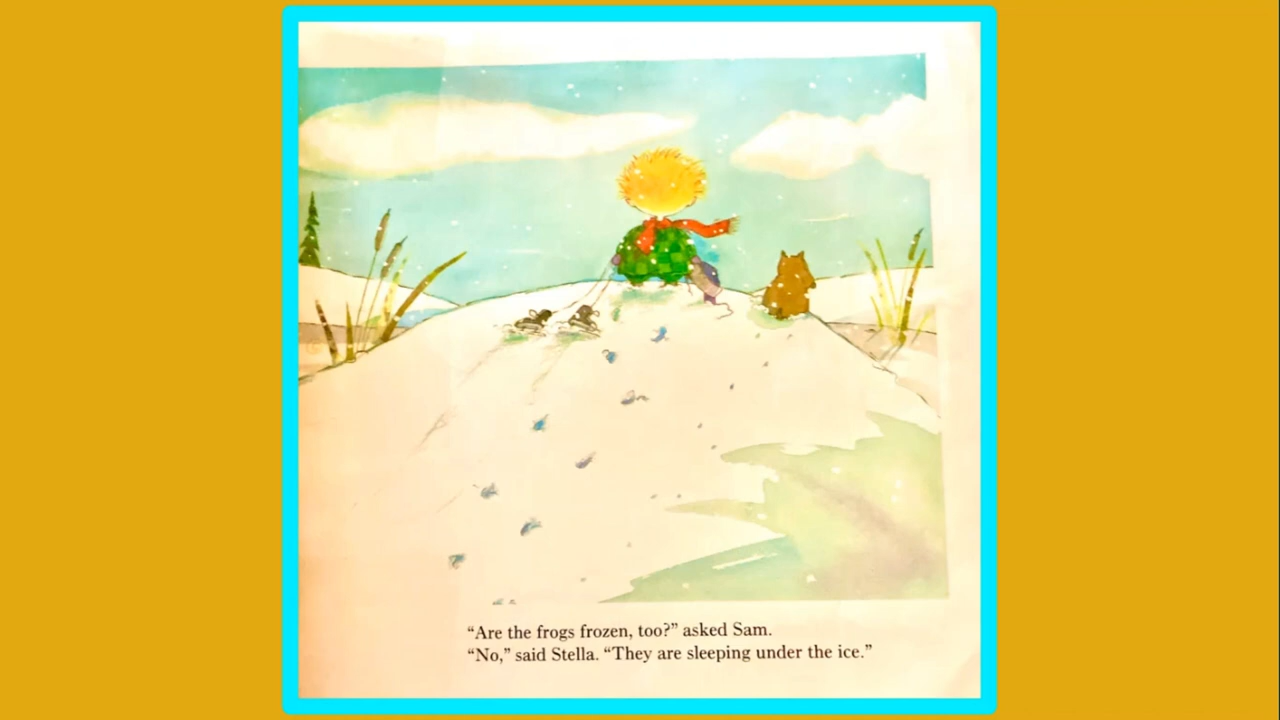 “Are the frogs frozen, too?” asked Sam.
“No,” said Stella. “They are sleeping under the ice.”